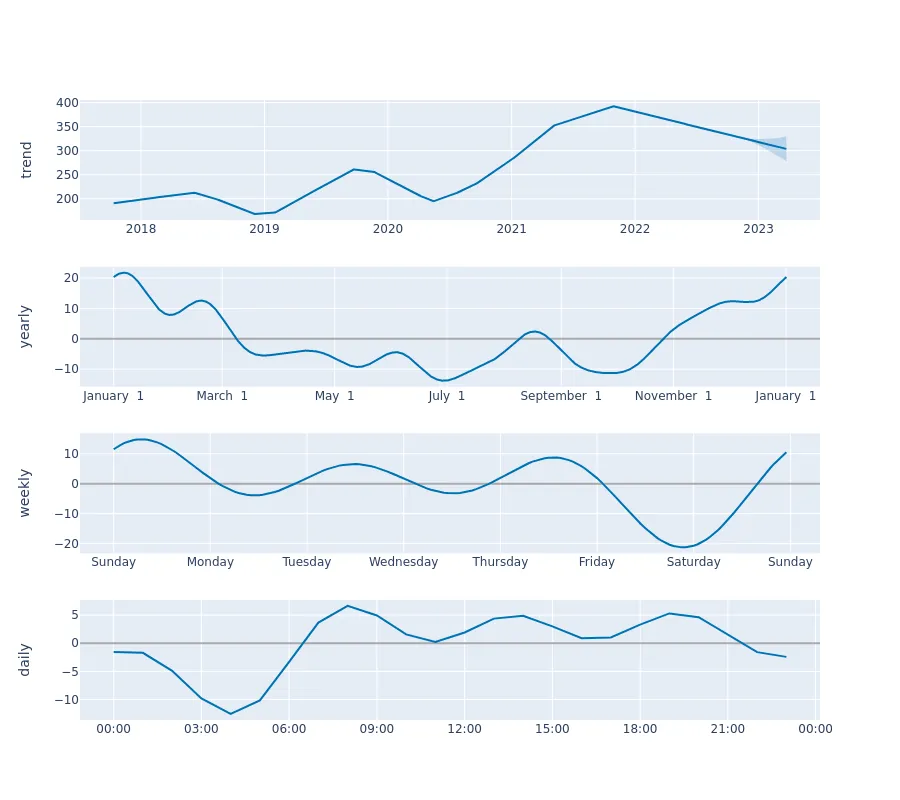 400
350
300
250
200
trend
2018 2019 2020 2021 2022 2023
20
10
0
−10
yearly
January 1 March 1 May 1 July 1 September 1 November 1 January 1
10
0
−10
−20
weekly
Sunday Monday Tuesday Wednesday Thursday Friday Saturday Sunday
5
0
−5
−10
daily
00:00 03:00 06:00 09:00 12:00 15:00 18:00 21:00 00:00